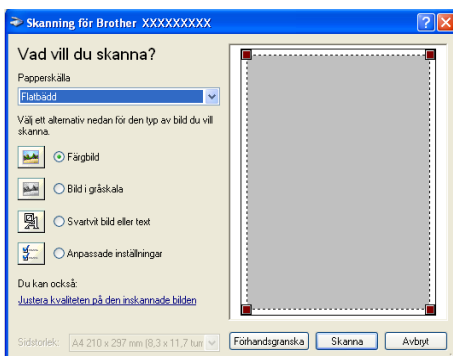 Skanning för Brother XXXXXXXXX
Vad vill du skanna?
Papperskälla
Flatbädd
Välj ett alternativ nedan för den typ av bild du vill
skanna.
Färgbild
Bild i gråskala
Svartvit bild eller text
Anpassade inställningar
Du kan också:
Justera kvaliteten på den inskannade bilden
Sidstorlek: A4 210 x 297 mm (8,3 x 11,7 tum
Förhandsgranska Skanna Avbryt